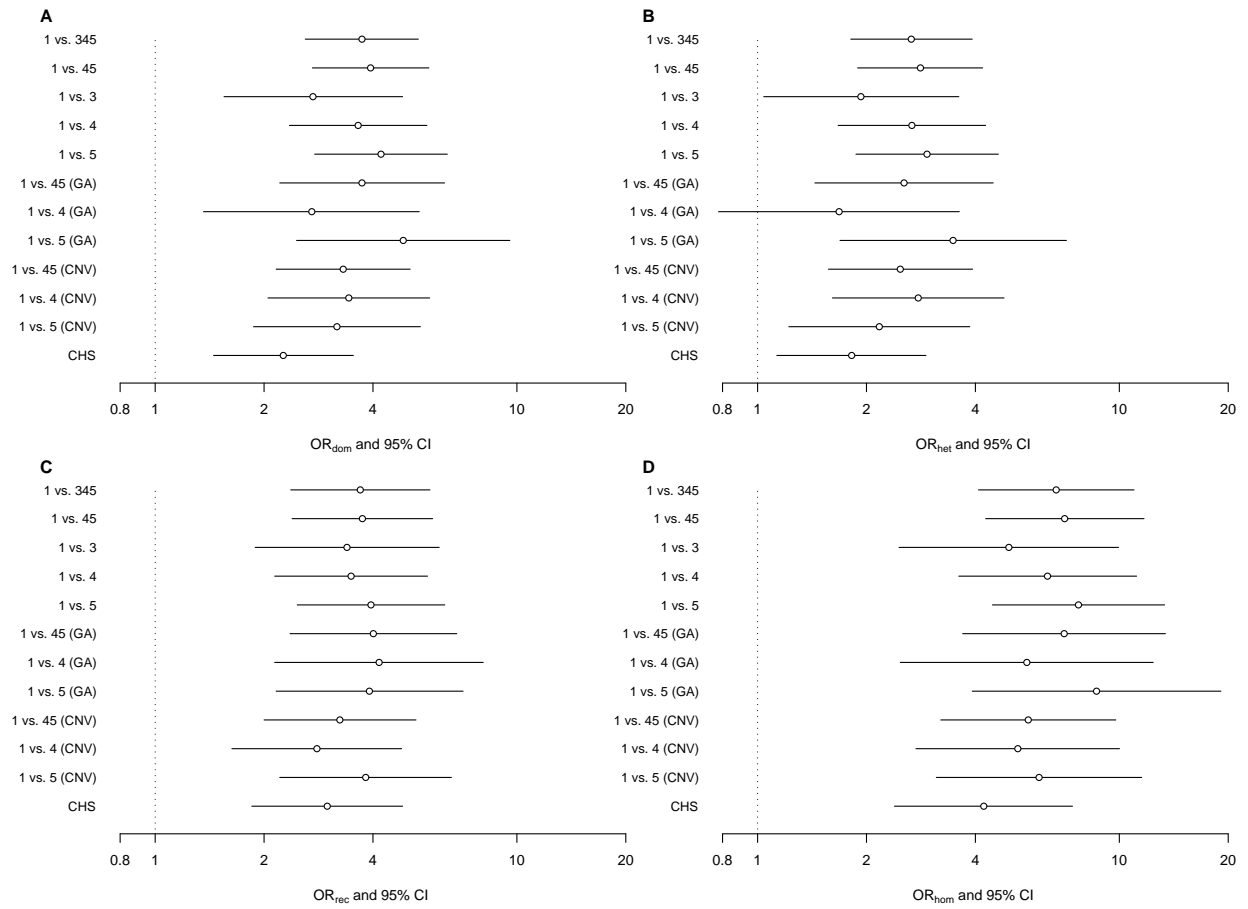 A
1 vs. 345
1 vs. 45
1 vs. 3
1 vs. 4
1 vs. 5
1 vs. 45 (GA)
1 vs. 4 (GA)
1 vs. 5 (GA)
1 vs. 45 (CNV)
1 vs. 4 (CNV)
1 vs. 5 (CNV)
CHS
0.8 1 2 4 10 20
ORdom and 95% CI
B
1 vs. 345
1 vs. 45
1 vs. 3
1 vs. 4
1 vs. 5
1 vs. 45 (GA)
1 vs. 4 (GA)
1 vs. 5 (GA)
1 vs. 45 (CNV)
1 vs. 4 (CNV)
1 vs. 5 (CNV)
CHS
0.8 1 2 4 10 20
ORhet and 95% CI
C
1 vs. 345
1 vs. 45
1 vs. 3
1 vs. 4
1 vs. 5
1 vs. 45 (GA)
1 vs. 4 (GA)
1 vs. 5 (GA)
1 vs. 45 (CNV)
1 vs. 4 (CNV)
1 vs. 5 (CNV)
CHS
0.8 1 2 4 10 20
ORrec and 95% CI
D
1 vs. 345
1 vs. 45
1 vs. 3
1 vs. 4
1 vs. 5
1 vs. 45 (GA)
1 vs. 4 (GA)
1 vs. 5 (GA)
1 vs. 45 (CNV)
1 vs. 4 (CNV)
1 vs. 5 (CNV)
CHS
0.8 1 2 4 10 20
ORhom and 95% CI